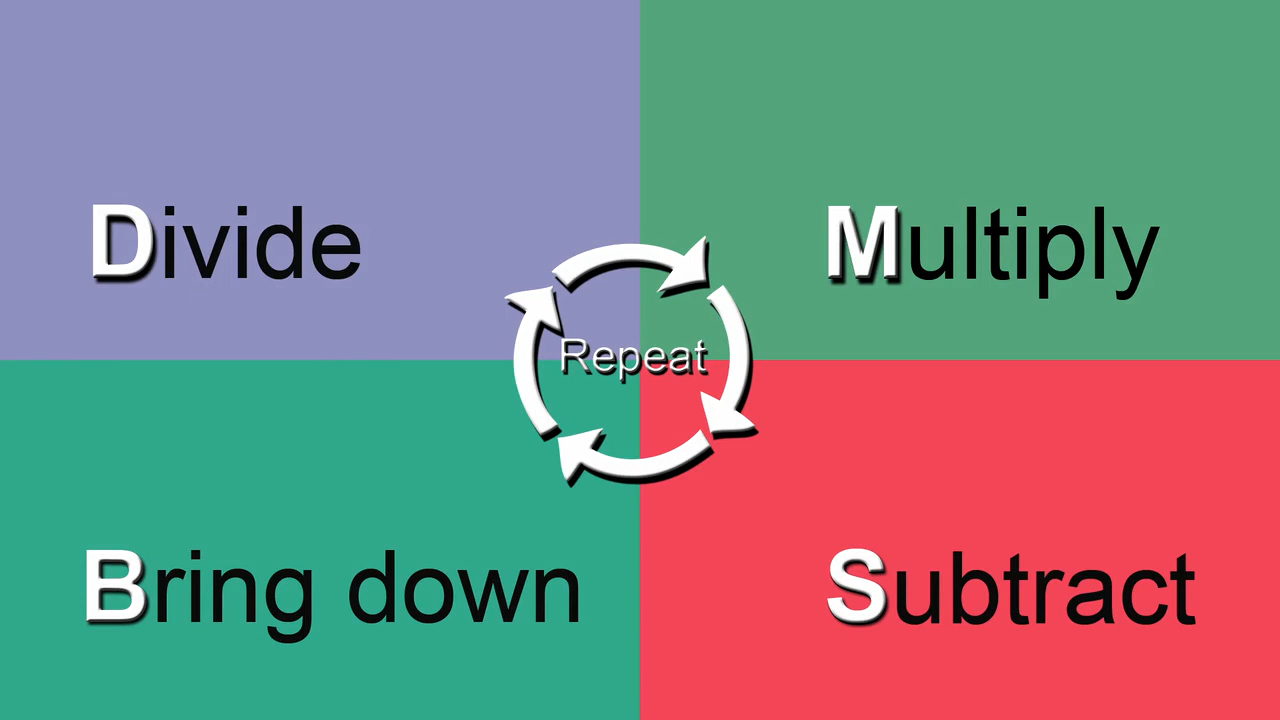 Divide
Multiply
Repeat
Bring down
Subtract